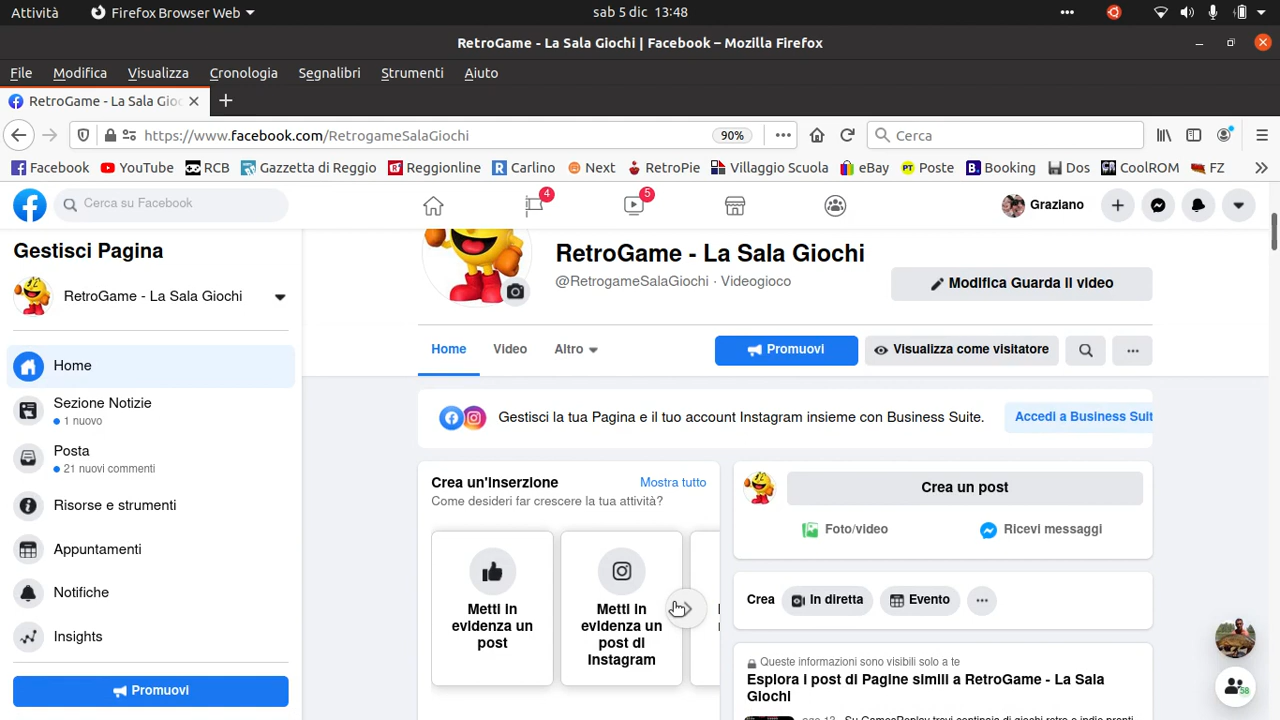 Attività Firefox Browser Web sab 5 dic 13:48
RetroGame - La Sala Giochi | Facebook – Mozilla Firefox
File Modifica Visualizza Cronologia Segnalibri Strumenti Aiuto
RetroGame - La Sala Gioc
https://www.facebook.com/RetrogameSalaGiochi 90% Cerca
Facebook YouTube RCB Gazzetta di Reggio Reggionline Carlino Next RetroPie Villaggio Scuola eBay Poste Booking Dos CoolROM FZ
Cerca su Facebook 4 5 Graziano
Gestisci Pagina
RetroGame - La Sala Giochi
Home
Sezione Notizie
1 nuovo
Posta
21 nuovi commenti
Risorse e strumenti
Appuntamenti
Notifiche
Insights
Promuovi
RetroGame - La Sala Giochi
@RetrogameSalaGiochi · Videogioco
Modifica Guarda il video
Home Video Altro Promuovi Visualizza come visitatore
Gestisci la tua Pagina e il tuo account Instagram insieme con Business Suite. Accedi a Business Suit
Crea un'inserzione Mostra tutto
Come desideri far crescere la tua attività?
Metti in
evidenza un
post
Metti in
evidenza un
post di
Instagram
Crea un post
Foto/video Ricevi messaggi
Crea In diretta Evento
Queste informazioni sono visibili solo a te
Esplora i post di Pagine simili a RetroGame - La Sala
Giochi
58